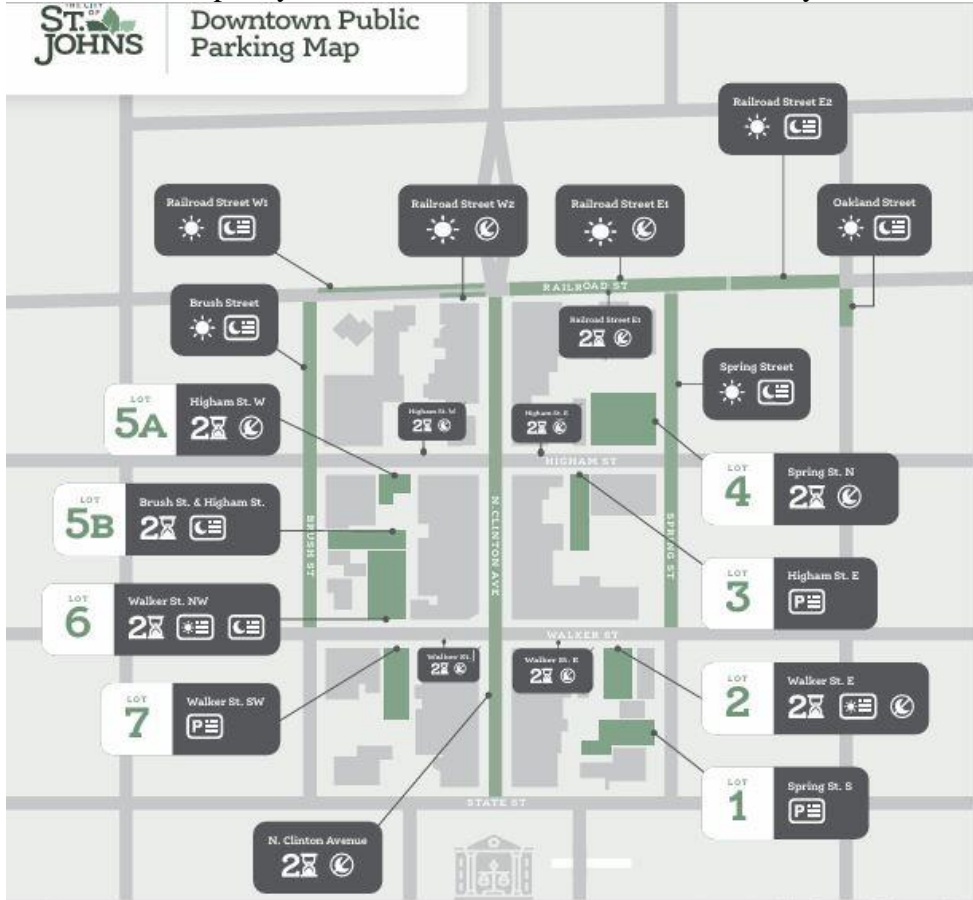 THE CITY
OF
ST.
JOHNS
Downtown Public
Parking Map
Railroad Street E2
Railroad Street W1
Railroad Street W2
Railroad Street E1
Oakland Street
RAILROAD ST
Brush Street
Railroad Street E1
2
Spring Street
LOT
5A
Higham St. W
2
Higham St. W
2
Higham St. E
2
HIGHAM ST
LOT
4
Spring St. N
2
LOT
5B
Brush St. & Higham St.
2
BRUSH ST
N. CLINTON AVE
SPRING ST
LOT
3
Higham St. E
P
LOT
6
Walker St. NW
2
WALKER ST
Walker St.
2
Walker St. E
2
LOT
2
Walker St. E
2
LOT
7
Walker St. SW
P
LOT
1
Spring St. S
P
STATE ST
N. Clinton Avenue
2